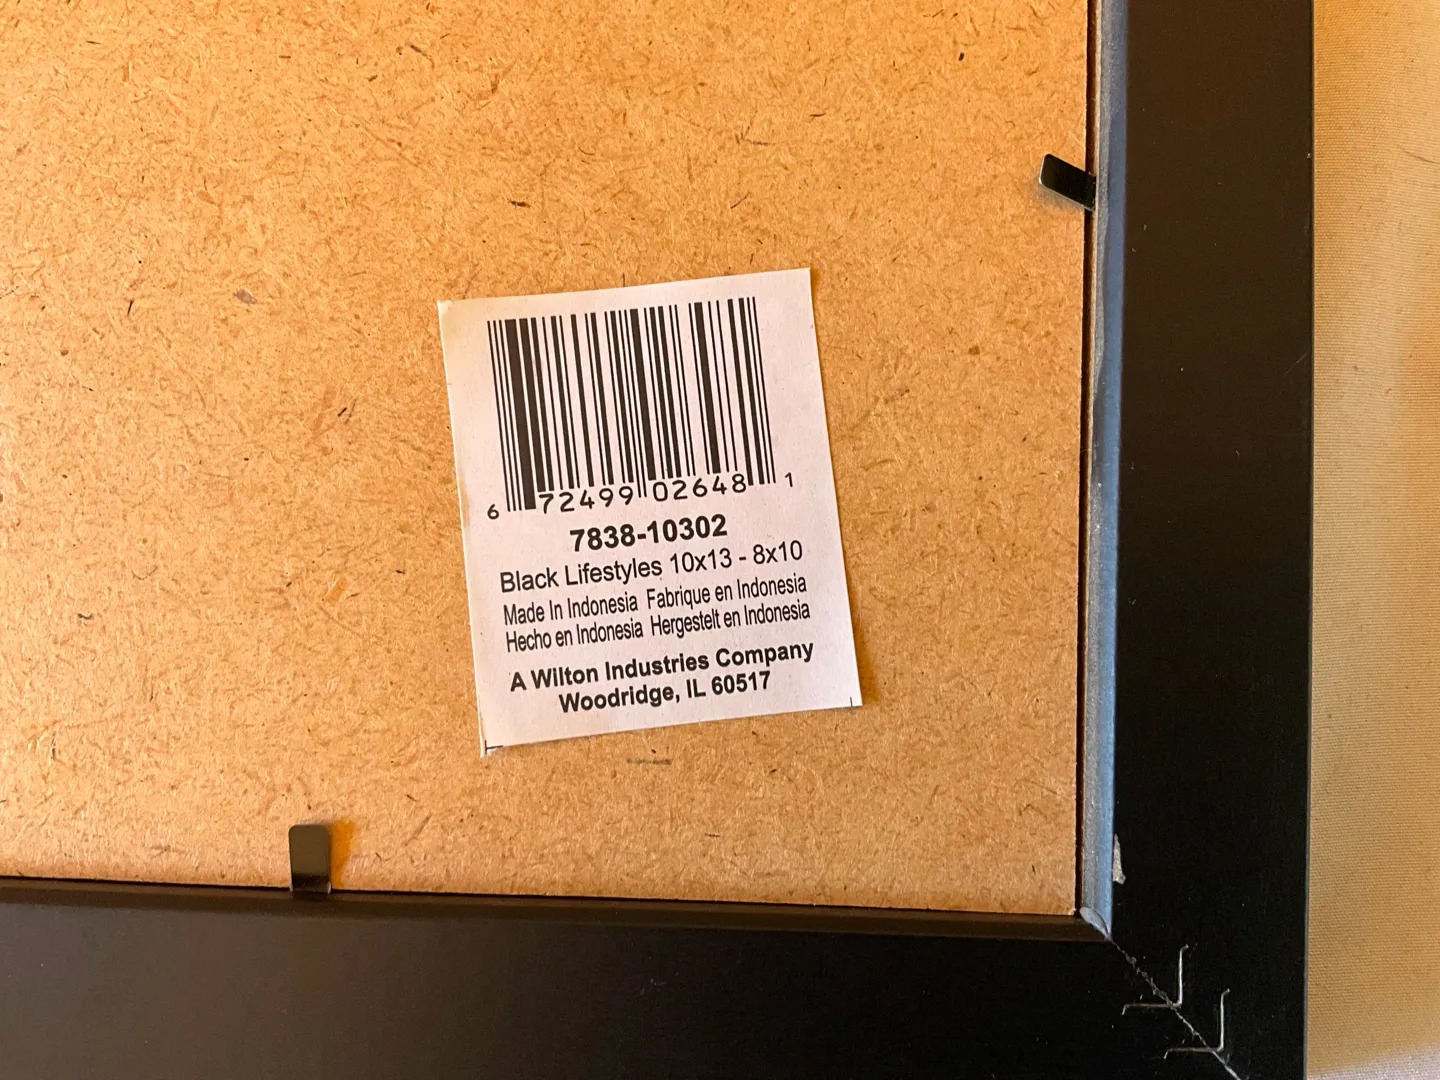 6 72499 02648 1
7838-10302
Black Lifestyles 10x13 - 8x10
Made In Indonesia Fabrique en Indonesia
Hecho en Indonesia Hergestelt en Indonesia
A Wilton Industries Company
Woodridge, IL 60517